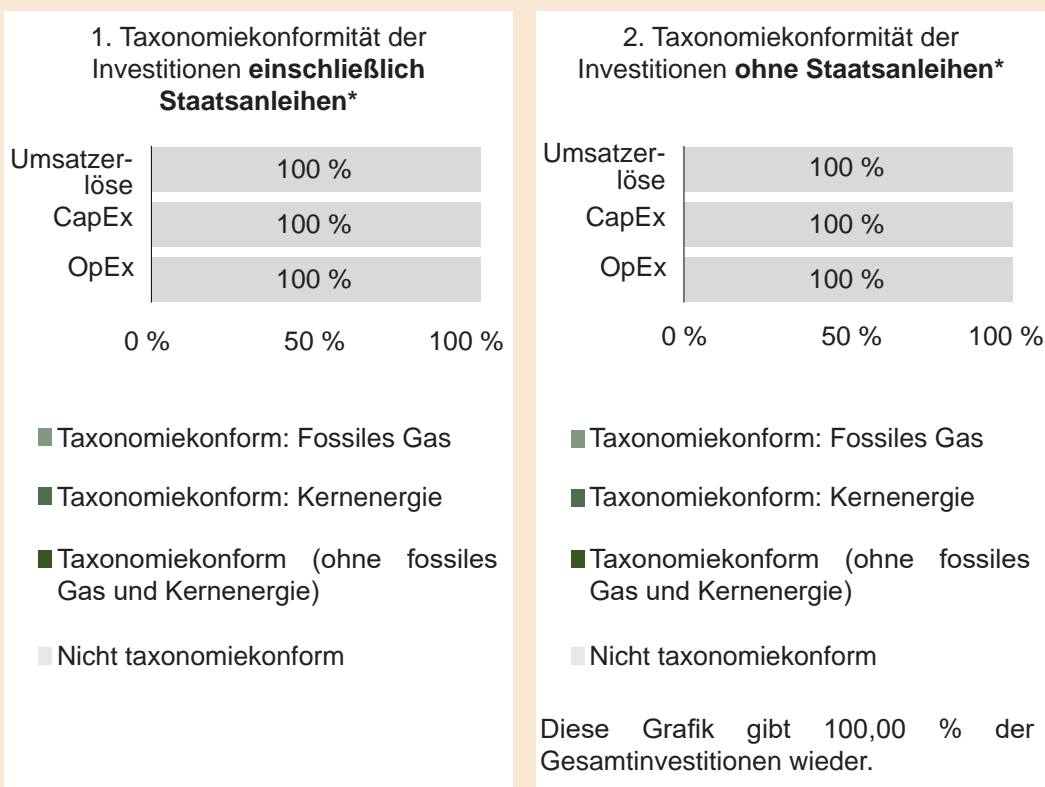 1. Taxonomiekonformität der
Investitionen einschließlich
Staatsanleihen*
Umsatzer-
löse
100 %
CapEx
100 %
OpEx
100 %
0 % 50 % 100 %
Taxonomiekonform: Fossiles Gas
Taxonomiekonform: Kernenergie
Taxonomiekonform (ohne fossiles
Gas und Kernenergie)
Nicht taxonomiekonform
2. Taxonomiekonformität der
Investitionen ohne Staatsanleihen*
Umsatzer-
löse
100 %
CapEx
100 %
OpEx
100 %
0 % 50 % 100 %
Taxonomiekonform: Fossiles Gas
Taxonomiekonform: Kernenergie
Taxonomiekonform (ohne fossiles
Gas und Kernenergie)
Nicht taxonomiekonform
Diese Grafik gibt 100,00 % der
Gesamtinvestitionen wieder.